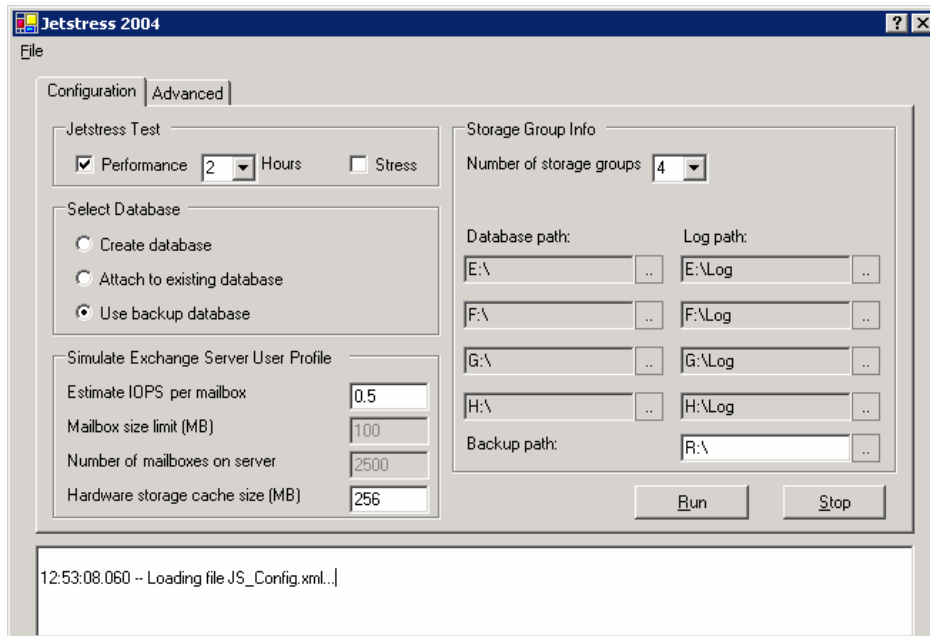 Jetstress 2004
File
Configuration Advanced
Jetstress Test
Performance 2 Hours Stress
Select Database
Create database
Attach to existing database
Use backup database
Simulate Exchange Server User Profile
Estimate IOPS per mailbox 0.5
Mailbox size limit (MB) 100
Number of mailboxes on server 2500
Hardware storage cache size (MB) 256
Storage Group Info
Number of storage groups 4
Database path: Log path:
E:\ .. E:\Log ..
F:\ .. F:\Log ..
G:\ .. G:\Log ..
H:\ .. H:\Log ..
Backup path: R:\ ..
Run Stop
12:53:08.060 -- Loading file JS_Config.xml...